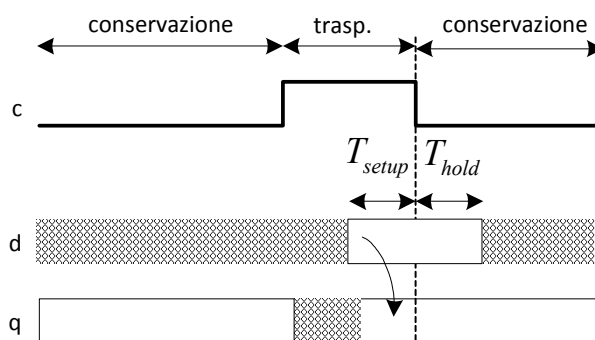 conservazione trasp. conservazione
c
T_setup T_hold
d
q